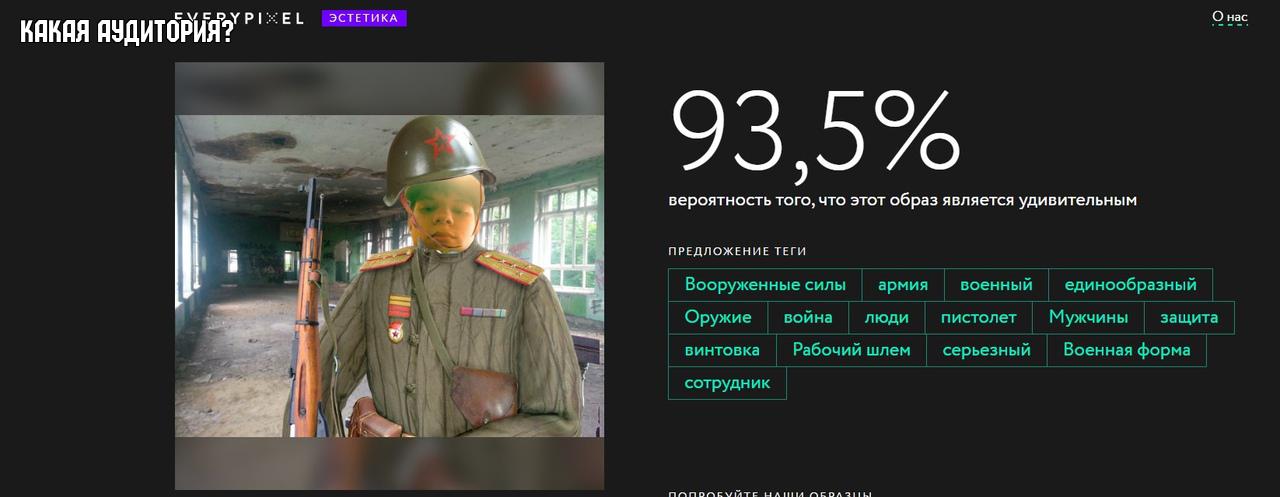 EVERYPIXEL ЭСТЕТИКА О нас
КАКАЯ АУДИТОРИЯ?
93,5%
вероятность того, что этот образ является удивительным
ПРЕДЛОЖЕНИЕ ТЕГИ
Вооруженные силы армия военный единообразный
Оружие война люди пистолет Мужчины защита
винтовка Рабочий шлем серьезный Военная форма
сотрудник
ПОПРОБУЙТЕ НАШИ ОБРАЗЦЫ